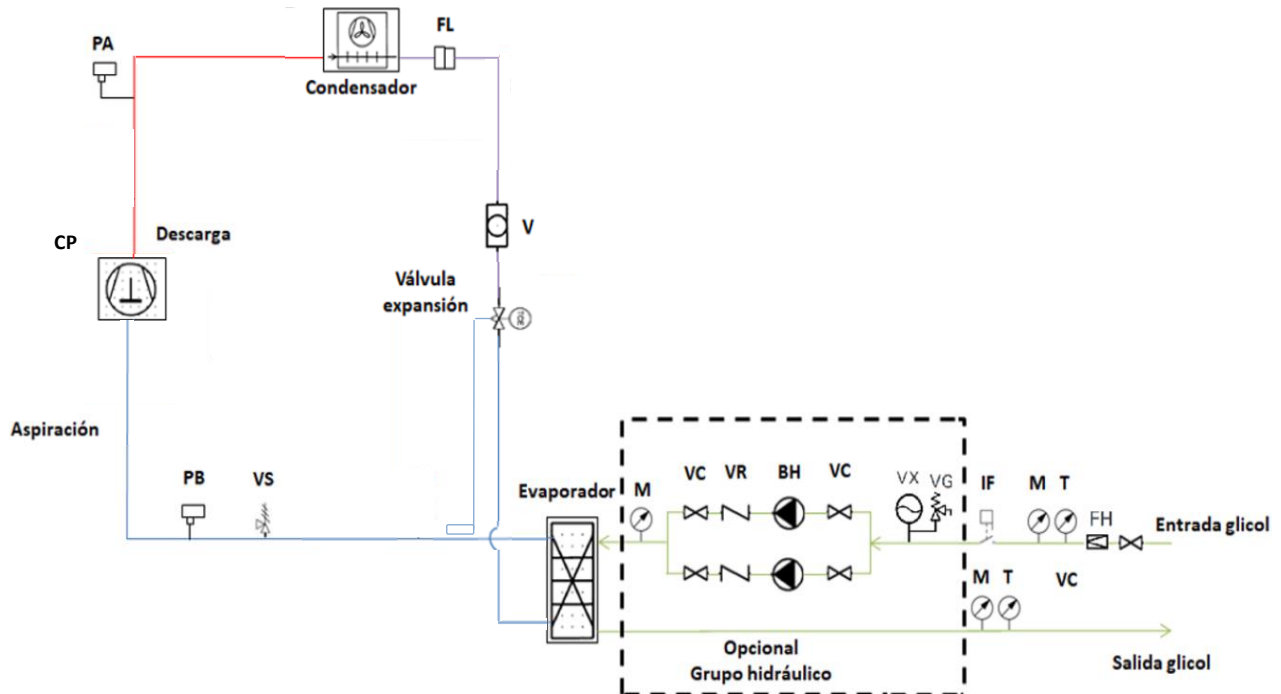 PA
FL
Condensador
CP
Descarga
V
Válvula
expansión
TCE
Aspiración
PB
VS
Evaporador
M
VC
VR
BH
VC
VX
VG
IF
M
T
FH
Entrada glicol
M
T
VC
Opcional
Grupo hidráulico
Salida glicol